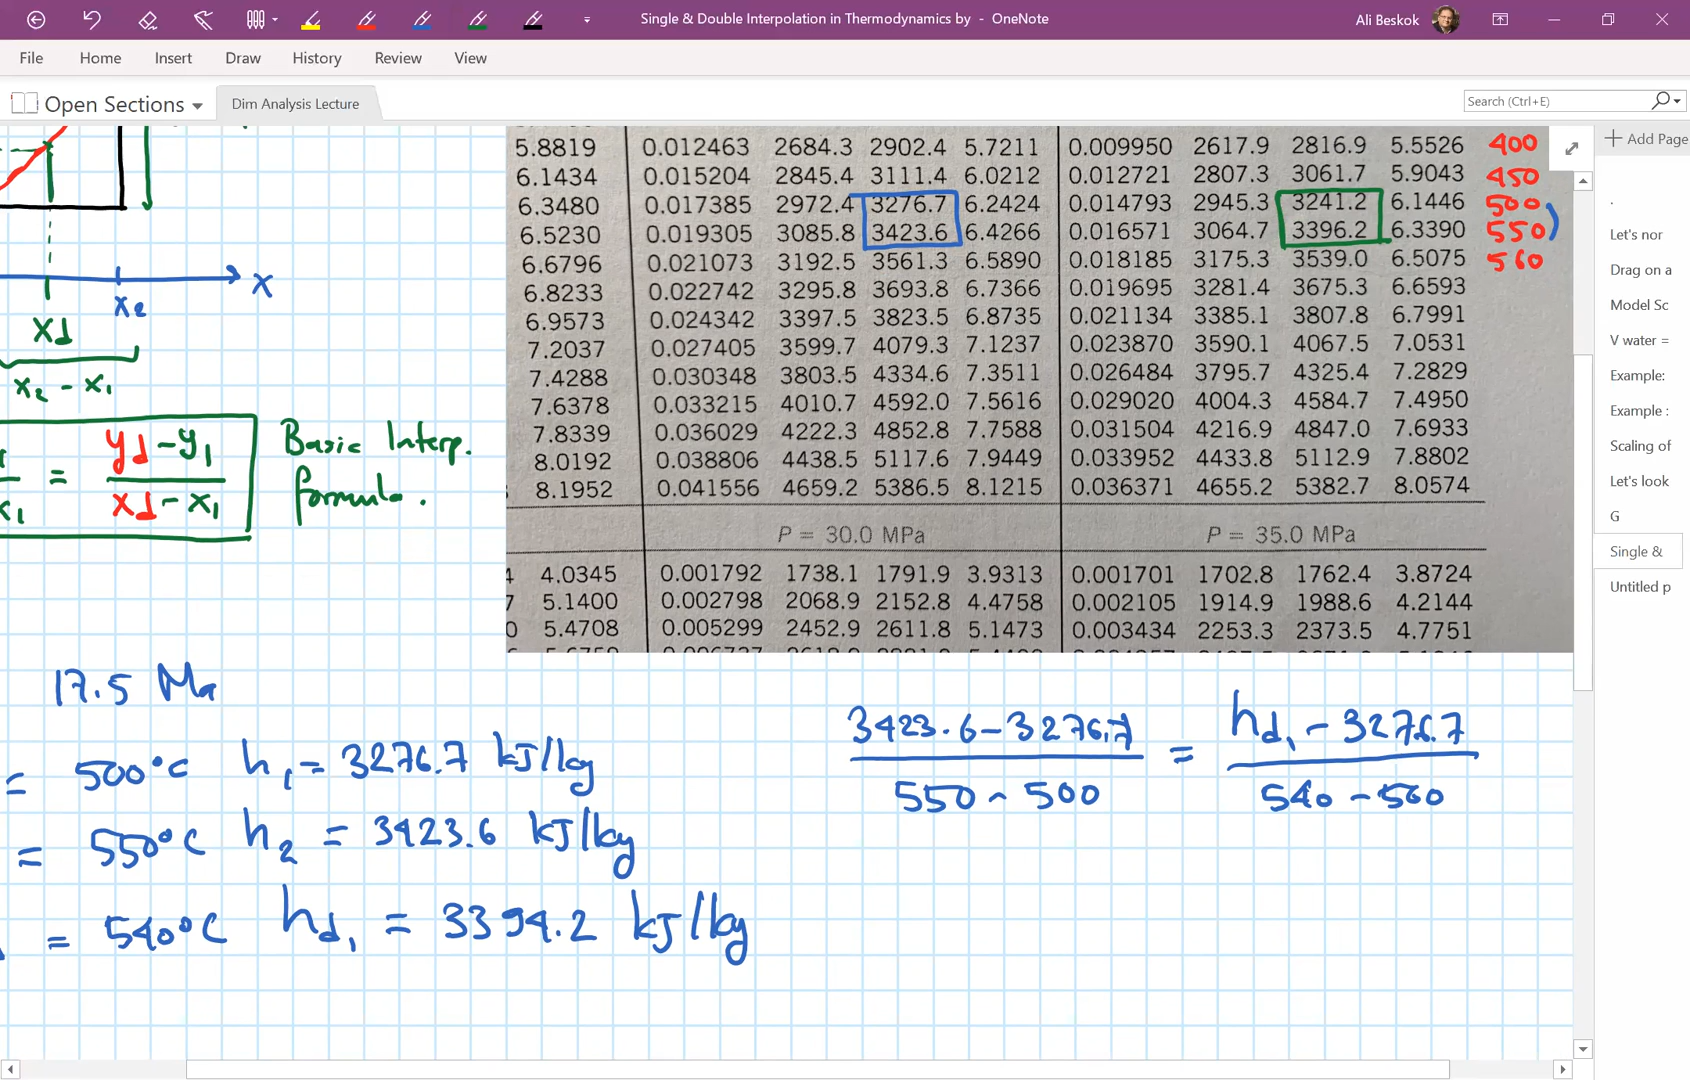 Single & Double Interpolation in Thermodynamics by - OneNote
Ali Beskok
File Home Insert Draw History Review View
Open Sections
Dim Analysis Lecture
Search (Ctrl+E)
Add Page
.
Let's nor
Drag on a
Model Sc
V water =
Example:
Example :
Scaling of
Let's look
G
Single &
Untitled p
5.8819 0.012463 2684.3 2902.4 5.7211 0.009950 2617.9 2816.9 5.5526 400
6.1434 0.015204 2845.4 3111.4 6.0212 0.012721 2807.3 3061.7 5.9043 450
6.3480 0.017385 2972.4 3276.7 6.2424 0.014793 2945.3 3241.2 6.1446 500
6.5230 0.019305 3085.8 3423.6 6.4266 0.016571 3064.7 3396.2 6.3390 550
6.6796 0.021073 3192.5 3561.3 6.5890 0.018185 3175.3 3539.0 6.5075 560
6.8233 0.022742 3295.8 3693.8 6.7366 0.019695 3281.4 3675.3 6.6593
6.9573 0.024342 3397.5 3823.5 6.8735 0.021134 3385.1 3807.8 6.7991
7.2037 0.027405 3599.7 4079.3 7.1237 0.023870 3590.1 4067.5 7.0531
7.4288 0.030348 3803.5 4334.6 7.3511 0.026484 3795.7 4325.4 7.2829
7.6378 0.033215 4010.7 4592.0 7.5616 0.029020 4004.3 4584.7 7.4950
7.8339 0.036029 4222.3 4852.8 7.7588 0.031504 4216.9 4847.0 7.6933
8.0192 0.038806 4438.5 5117.6 7.9449 0.033952 4433.8 5112.9 7.8802
8.1952 0.041556 4659.2 5386.5 8.1215 0.036371 4655.2 5382.7 8.0574
P = 30.0 MPa P = 35.0 MPa
4 4.0345 0.001792 1738.1 1791.9 3.9313 0.001701 1702.8 1762.4 3.8724
7 5.1400 0.002798 2068.9 2152.8 4.4758 0.002105 1914.9 1988.6 4.2144
0 5.4708 0.005299 2452.9 2611.8 5.1473 0.003434 2253.3 2373.5 4.7751
x
x2
xd
x2 - x1
= yd - y1
xd - x1
Basic Interp.
formula.
17.5 Ma
= 500°C h1 = 3276.7 kJ/kg
= 550°C h2 = 3423.6 kJ/kg
= 540°C hd1 = 3394.2 kJ/kg
3423.6 - 3276.7 = hd1 - 3276.7
550 - 500 540 - 500